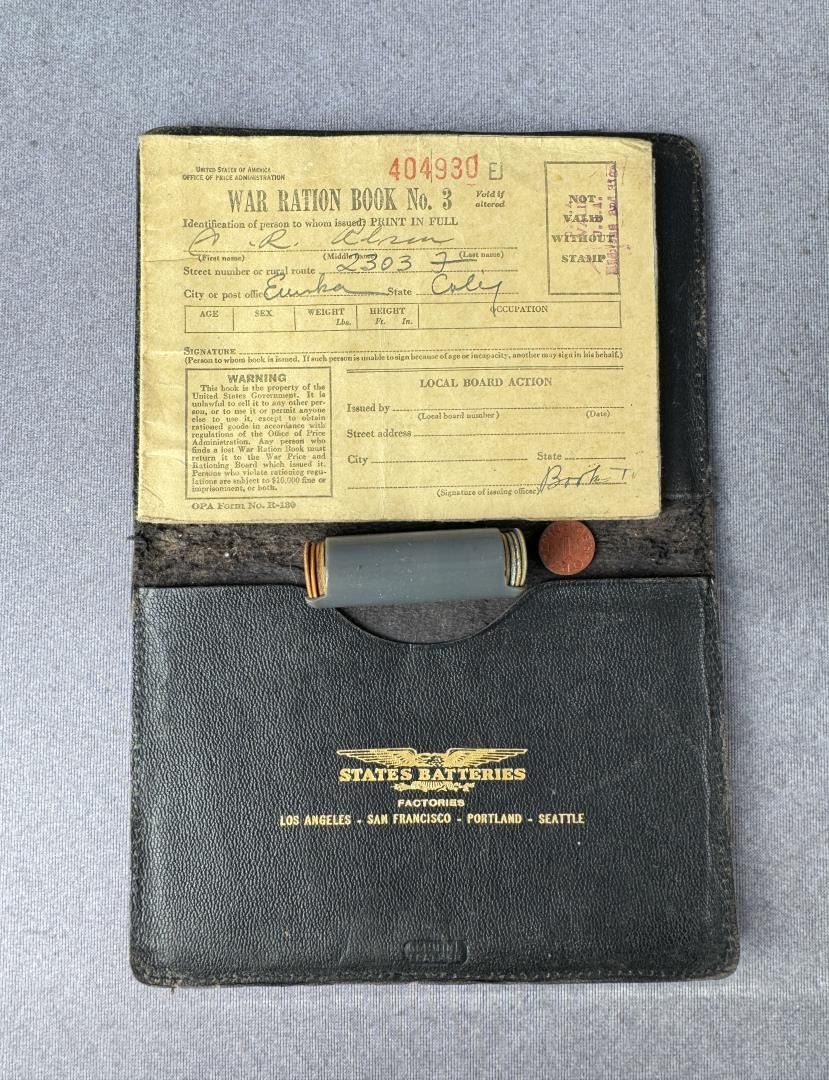 UNITED STATES OF AMERICA
OFFICE OF PRICE ADMINISTRATION
404930 EJ
WAR RATION BOOK No. 3
Void if
altered
Identification of person to whom issued: PRINT IN FULL
R.
(First name) (Middle name) (Last name)
Street number or rural route 2303 F
City or post office Eureka State Calif
AGE SEX WEIGHT Lbs. HEIGHT Ft. In. OCCUPATION
SIGNATURE
(Person to whom book is issued. If such person is unable to sign because of age or incapacity, another may sign in his behalf.)
NOT
VALID
WITHOUT
STAMP
WARNING
This book is the property of the
United States Government. It is
unlawful to sell it to any other per-
son, or to use it or permit anyone
else to use it, except to obtain
rationed goods in accordance with
regulations of the Office of Price
Administration. Any person who
finds a lost War Ration Book must
return it to the War Price and
Rationing Board which issued it.
Persons who violate rationing regu-
lations are subject to $10,000 fine or
imprisonment, or both.
OPA Form No. R-130
LOCAL BOARD ACTION
Issued by
(Local board number) (Date)
Street address
City State
(Signature of issuing officer)
STATES BATTERIES
FACTORIES
LOS ANGELES - SAN FRANCISCO - PORTLAND - SEATTLE